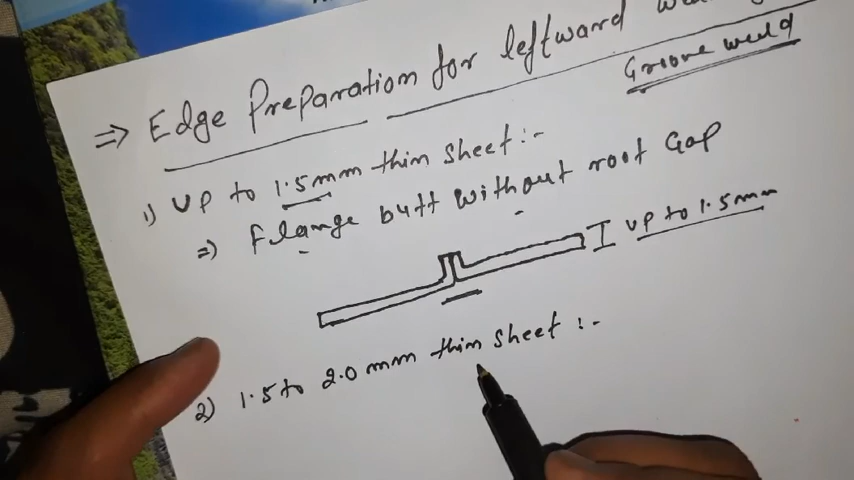 ⇒ Edge Preparation for leftward
Groove weld
1) UP to 1.5mm thin sheet :-
⇒ Flange butt without root Gap
up to 1.5mm
2) 1.5 to 2.0 mm thin sheet :-